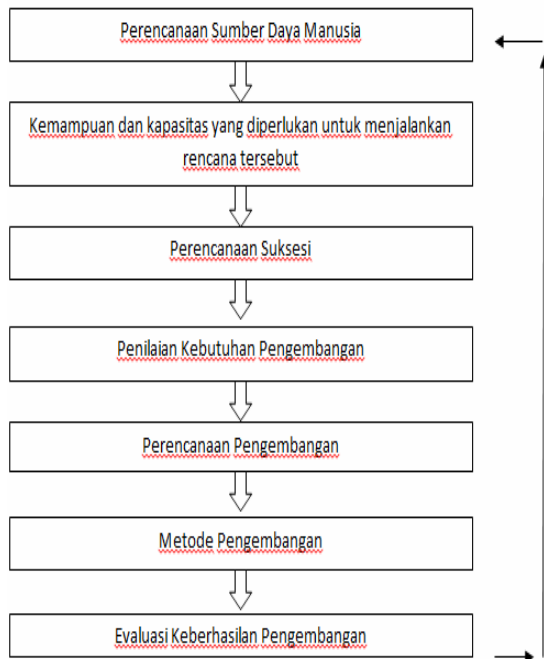 Perencanaan Sumber Daya Manusia
Kemampuan dan kapasitas yang diperlukan untuk menjalankan
rencana tersebut
Perencanaan Suksesi
Penilaian Kebutuhan Pengembangan
Perencanaan Pengembangan
Metode Pengembangan
Evaluasi Keberhasilan Pengembangan